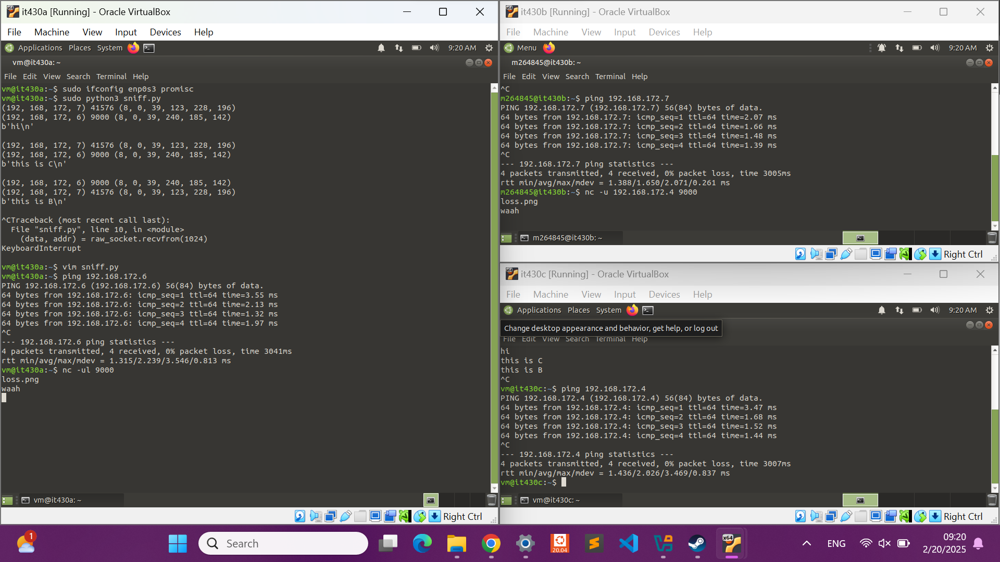 it430a [Running] - Oracle VirtualBox
File Machine View Input Devices Help
Applications Places System 9:20 AM
vm@it430a: ~
File Edit View Search Terminal Help
vm@it430a:~$ sudo ifconfig enp0s3 promisc
vm@it430a:~$ sudo python3 sniff.py
(192, 168, 172, 7) 41576 (8, 0, 39, 123, 228, 196)
(192, 168, 172, 6) 9000 (8, 0, 39, 240, 185, 142)
b'hi\n'
(192, 168, 172, 7) 41576 (8, 0, 39, 123, 228, 196)
(192, 168, 172, 6) 9000 (8, 0, 39, 240, 185, 142)
b'this is C\n'
(192, 168, 172, 6) 9000 (8, 0, 39, 240, 185, 142)
(192, 168, 172, 7) 41576 (8, 0, 39, 123, 228, 196)
b'this is B\n'
^CTraceback (most recent call last):
  File "sniff.py", line 10, in <module>
    (data, addr) = raw_socket.recvfrom(1024)
KeyboardInterrupt
vm@it430a:~$ vim sniff.py
vm@it430a:~$ ping 192.168.172.6
PING 192.168.172.6 (192.168.172.6) 56(84) bytes of data.
64 bytes from 192.168.172.6: icmp_seq=1 ttl=64 time=3.55 ms
64 bytes from 192.168.172.6: icmp_seq=2 ttl=64 time=2.13 ms
64 bytes from 192.168.172.6: icmp_seq=3 ttl=64 time=1.32 ms
64 bytes from 192.168.172.6: icmp_seq=4 ttl=64 time=1.97 ms
^C
--- 192.168.172.6 ping statistics ---
4 packets transmitted, 4 received, 0% packet loss, time 3041ms
rtt min/avg/max/mdev = 1.315/2.239/3.546/0.813 ms
vm@it430a:~$ nc -ul 9000
loss.png
waah
vm@it430a: ~
Right Ctrl
it430b [Running] - Oracle VirtualBox
File Machine View Input Devices Help
Menu 9:20 AM
m264845@it430b: ~
File Edit View Search Terminal Help
^C
m264845@it430b:~$ ping 192.168.172.7
PING 192.168.172.7 (192.168.172.7) 56(84) bytes of data.
64 bytes from 192.168.172.7: icmp_seq=1 ttl=64 time=2.07 ms
64 bytes from 192.168.172.7: icmp_seq=2 ttl=64 time=1.66 ms
64 bytes from 192.168.172.7: icmp_seq=3 ttl=64 time=1.48 ms
64 bytes from 192.168.172.7: icmp_seq=4 ttl=64 time=1.39 ms
^C
--- 192.168.172.7 ping statistics ---
4 packets transmitted, 4 received, 0% packet loss, time 3005ms
rtt min/avg/max/mdev = 1.388/1.650/2.071/0.261 ms
m264845@it430b:~$ nc -u 192.168.172.4 9000
loss.png
waah
m264845@it430b: ~
Right Ctrl
it430c [Running] - Oracle VirtualBox
File Machine View Input Devices Help
Applications Places System 9:20 AM
Change desktop appearance and behavior, get help, or log out
File Edit View Search Terminal Help
hi
this is C
this is B
^C
vm@it430c:~$ ping 192.168.172.4
PING 192.168.172.4 (192.168.172.4) 56(84) bytes of data.
64 bytes from 192.168.172.4: icmp_seq=1 ttl=64 time=3.47 ms
64 bytes from 192.168.172.4: icmp_seq=2 ttl=64 time=1.68 ms
64 bytes from 192.168.172.4: icmp_seq=3 ttl=64 time=1.52 ms
64 bytes from 192.168.172.4: icmp_seq=4 ttl=64 time=1.44 ms
^C
--- 192.168.172.4 ping statistics ---
4 packets transmitted, 4 received, 0% packet loss, time 3007ms
rtt min/avg/max/mdev = 1.436/2.026/3.469/0.837 ms
vm@it430c:~$
vm@it430c: ~
Right Ctrl
1
Search
20.04
x64
ENG
09:20
2/20/2025